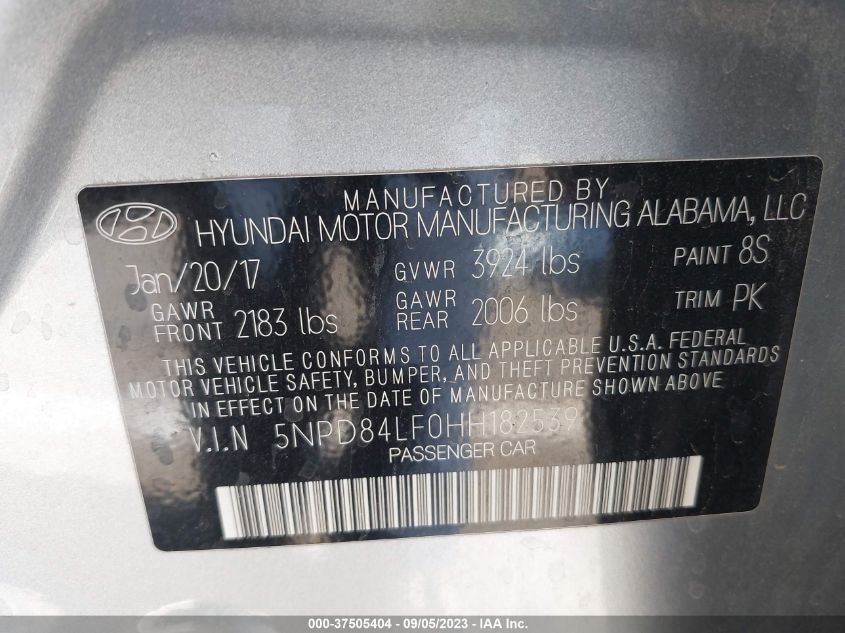 MANUFACTURED BY
HYUNDAI MOTOR MANUFACTURING ALABAMA, LLC
Jan/20/17 GVWR 3924 lbs PAINT 8S
GAWR FRONT 2183 lbs GAWR REAR 2006 lbs TRIM PK
THIS VEHICLE CONFORMS TO ALL APPLICABLE U.S.A. FEDERAL
MOTOR VEHICLE SAFETY, BUMPER, AND THEFT PREVENTION STANDARDS
IN EFFECT ON THE DATE OF MANUFACTURE SHOWN ABOVE
V.I.N 5NPD84LF0HH182539
PASSENGER CAR
000-37505404 - 09/05/2023 - IAA Inc.